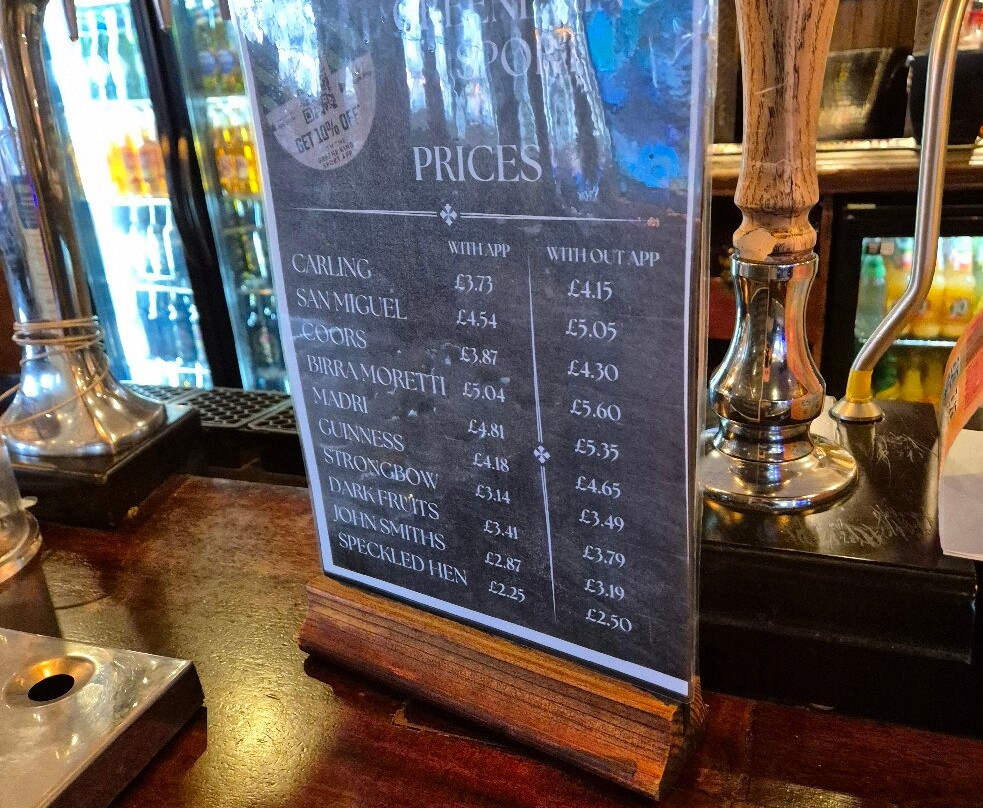 SPORT
GET 10% OFF
SPORT APP
PRICES
WITH APP WITH OUT APP
CARLING £3.73 £4.15
SAN MIGUEL £4.54 £5.05
COORS £3.87 £4.30
BIRRA MORETTI £5.04 £5.60
MADRI £4.81 £5.35
GUINNESS £4.18 £4.65
STRONGBOW £3.14 £3.49
DARK FRUITS £3.41 £3.79
JOHN SMITHS £2.87 £3.19
SPECKLED HEN £2.25 £2.50